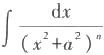 ∫ dx / ( x² + a² )ⁿ